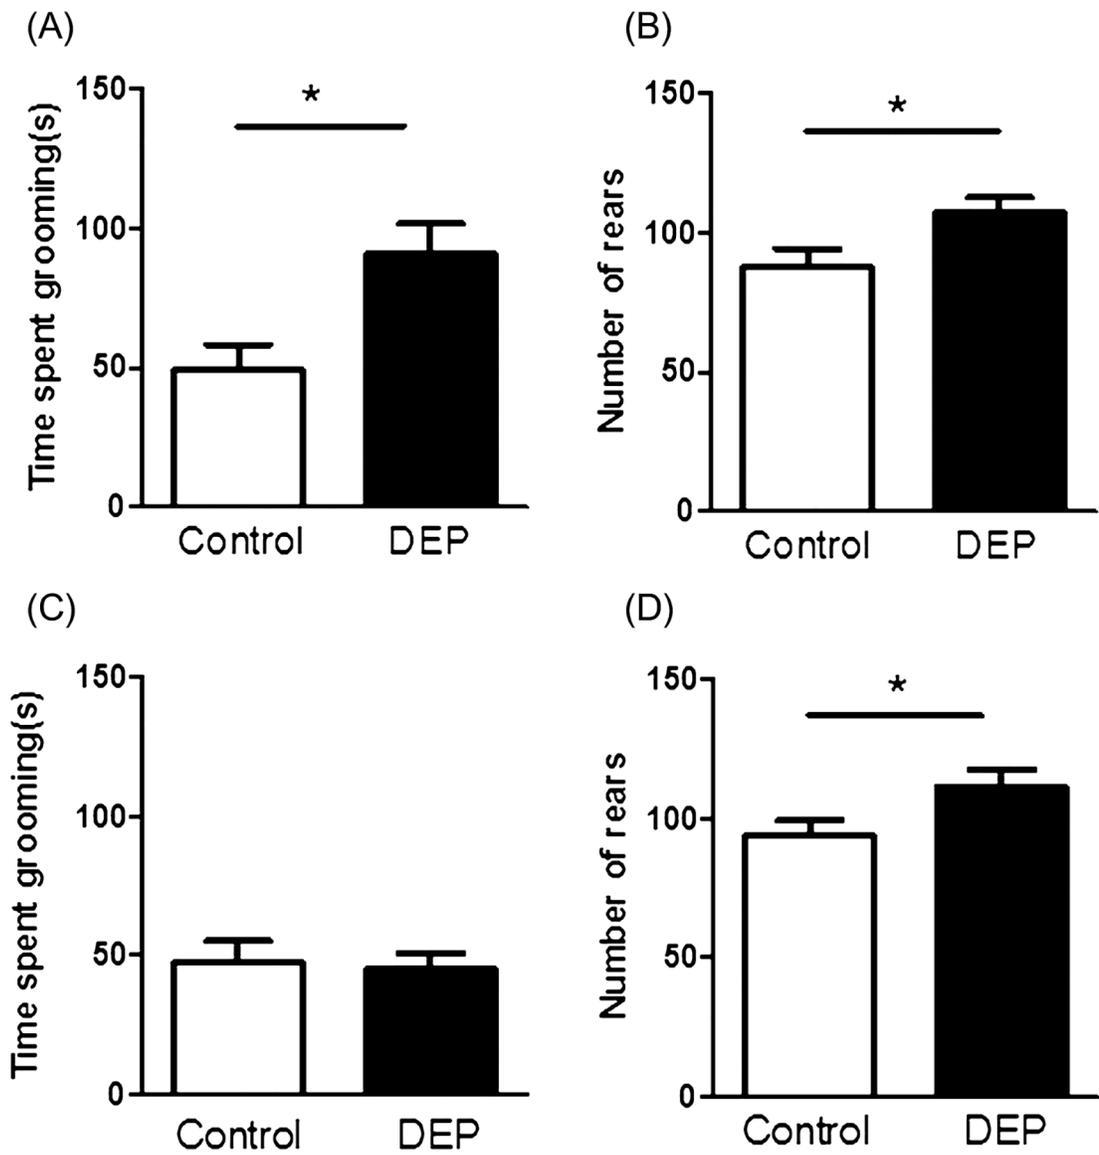 (A)
Time spent grooming(s)
150
100
50
0
*
Control
DEP
(B)
Number of rears
150
100
50
0
*
Control
DEP
(C)
Time spent grooming(s)
150
100
50
0
Control
DEP
(D)
Number of rears
150
100
50
0
*
Control
DEP